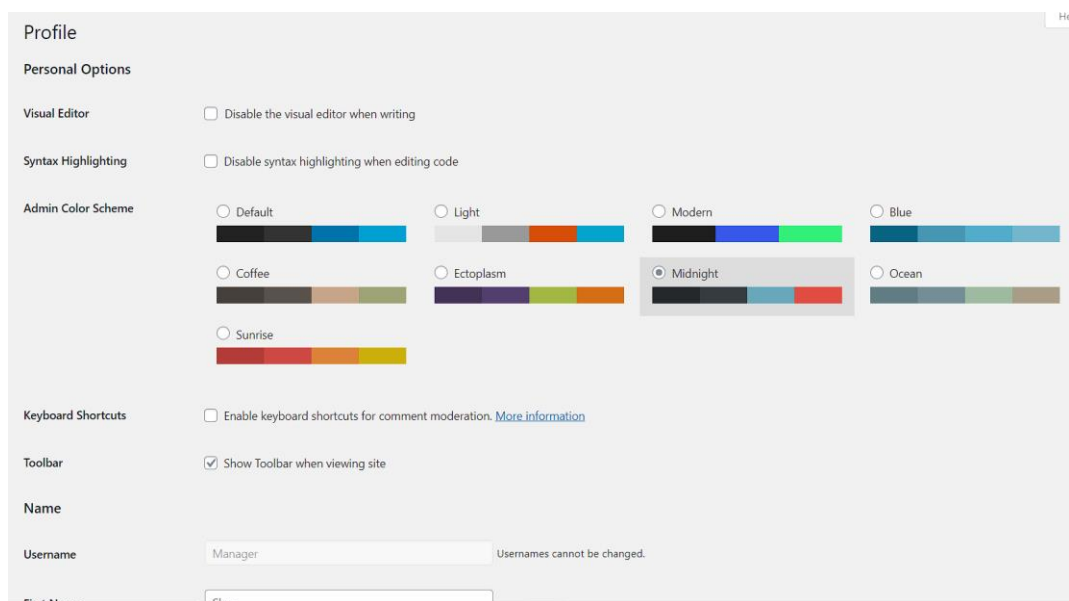 He
Profile
Personal Options
Visual Editor Disable the visual editor when writing
Syntax Highlighting Disable syntax highlighting when editing code
Admin Color Scheme Default Light Modern Blue
Coffee Ectoplasm Midnight Ocean
Sunrise
Keyboard Shortcuts Enable keyboard shortcuts for comment moderation. More information
Toolbar Show Toolbar when viewing site
Name
Username Manager Usernames cannot be changed.